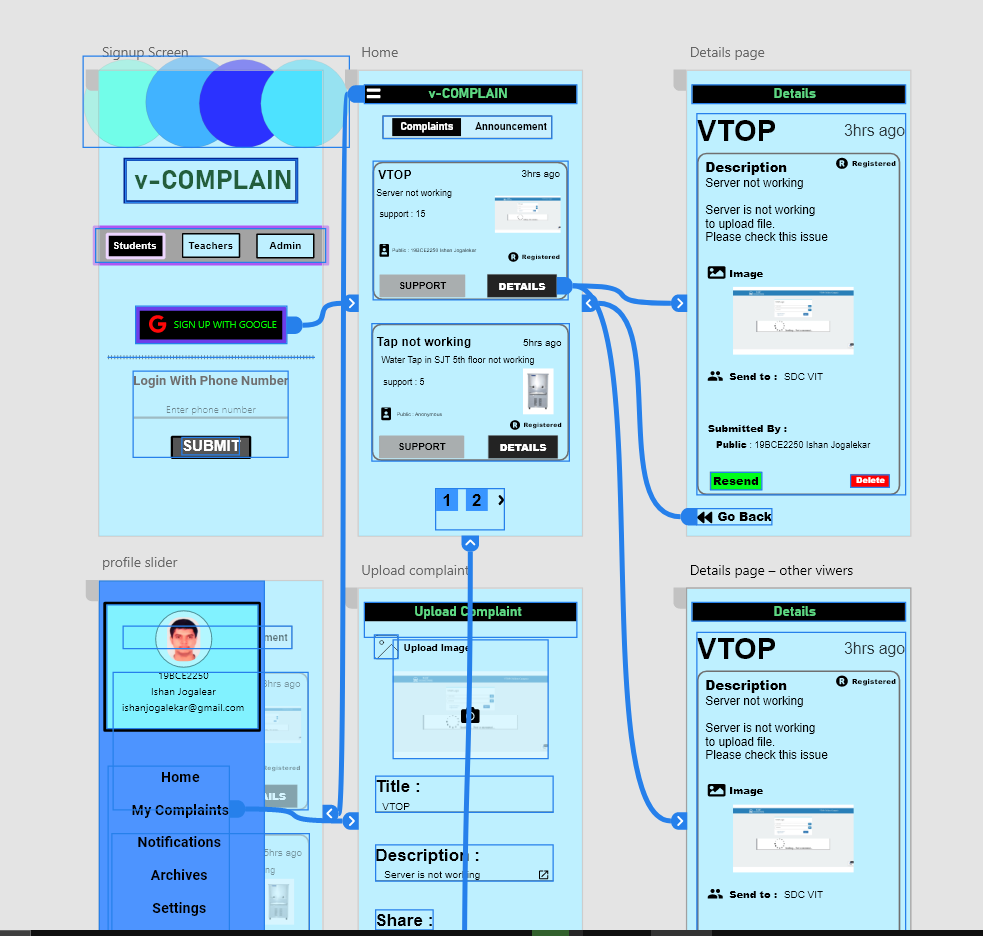 Signup Screen
v-COMPLAIN
Students
Teachers
Admin
SIGN UP WITH GOOGLE
Login With Phone Number
Enter phone number
SUBMIT
Home
v-COMPLAIN
Complaints
Announcement
VTOP
3hrs ago
Server not working
support : 15
Public : 19BCE2250 Ishan Jogalekar
R Registered
SUPPORT
DETAILS
Tap not working
5hrs ago
Water Tap in SJT 5th floor not working
support : 5
Public : Anonymous
R Registered
SUPPORT
DETAILS
1 2 >
Details page
Details
VTOP
3hrs ago
Description
R Registered
Server not working
Server is not working
to upload file.
Please check this issue
Image
Send to : SDC VIT
Submitted By :
Public : 19BCE2250 Ishan Jogalekar
Resend
Delete
Go Back
profile slider
ment
19BCE2250
Ishan Jogalear
ishanjogalekar@gmail.com
3hrs ago
egistered
AILS
Home
My Complaints
Notifications
Archives
Settings
5hrs ago
ng
Upload complaint
Upload Complaint
Upload Image
Title :
VTOP
Description :
Server is not working
Share :
Details page – other viwers
Details
VTOP
3hrs ago
Description
R Registered
Server not working
Server is not working
to upload file.
Please check this issue
Image
Send to : SDC VIT